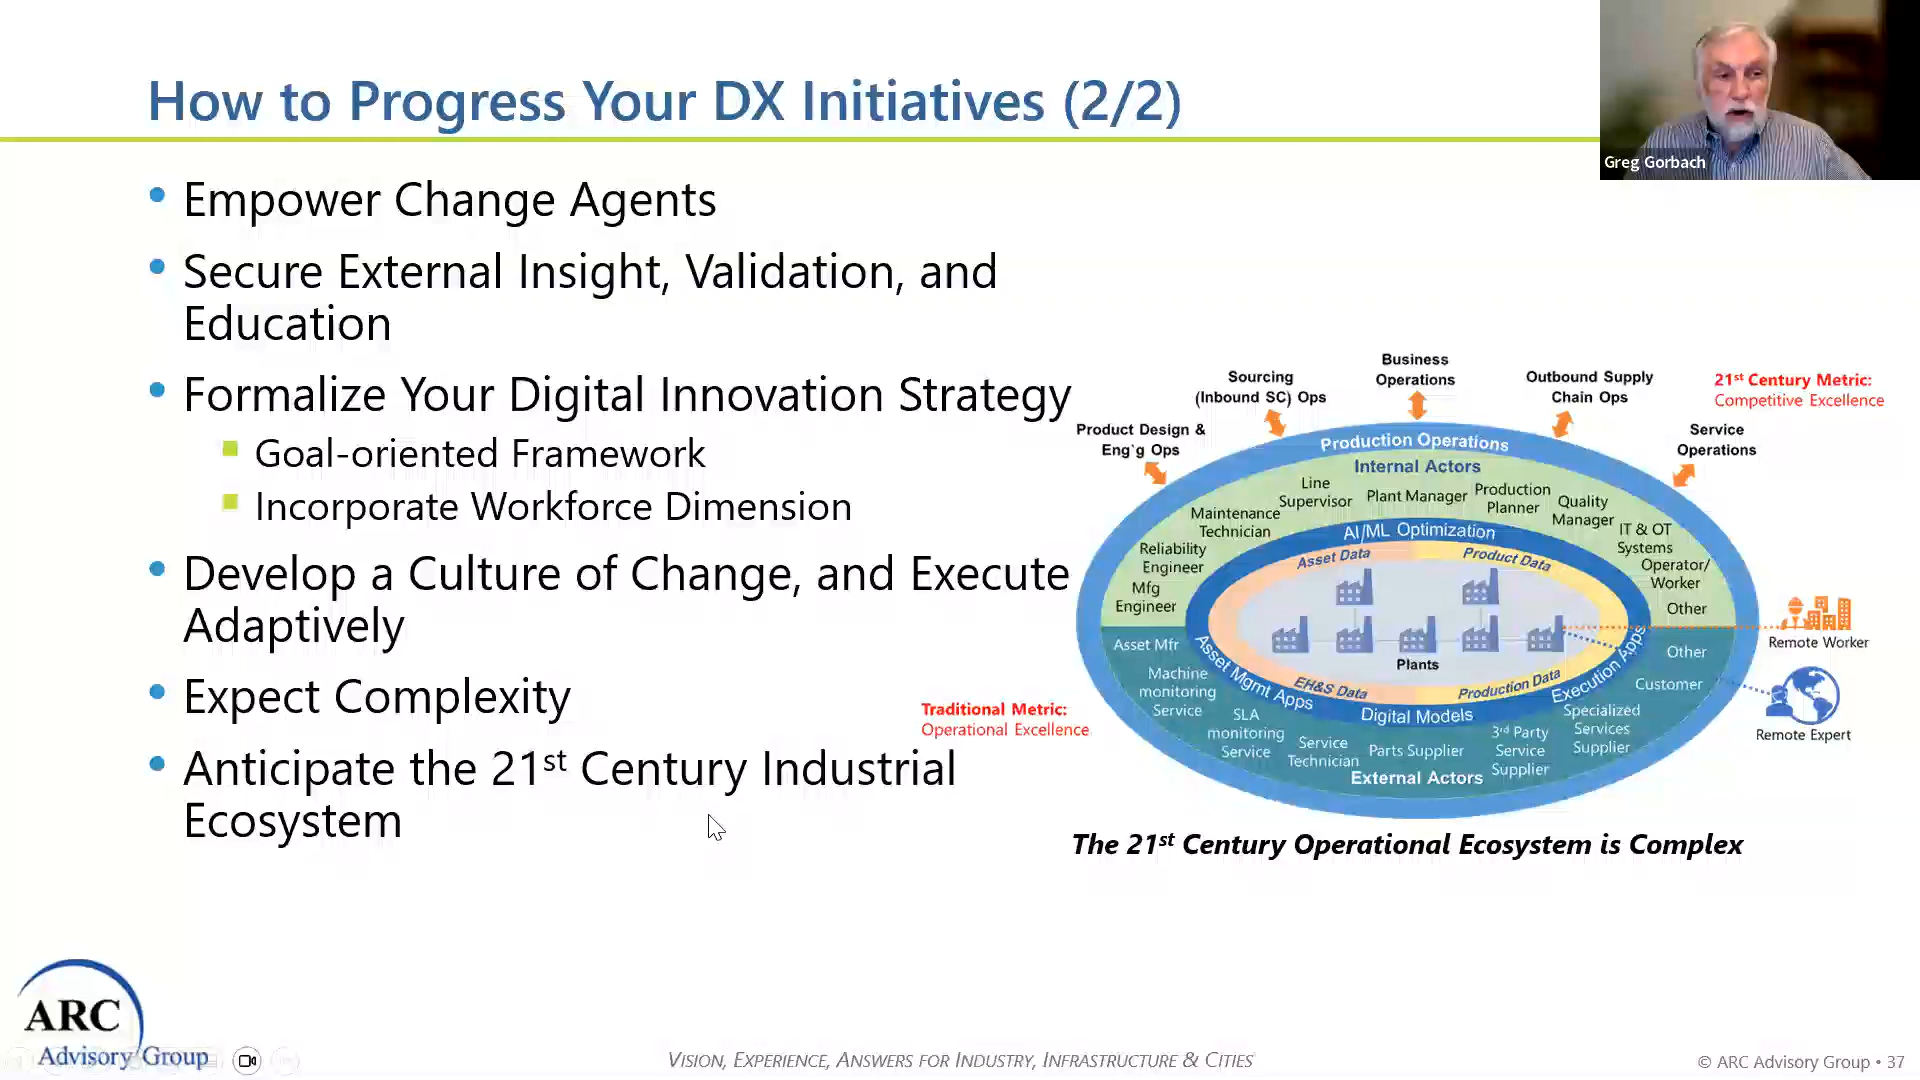 How to Progress Your DX Initiatives (2/2)
Greg Gorbach
• Empower Change Agents
• Secure External Insight, Validation, and
Education
• Formalize Your Digital Innovation Strategy
Goal-oriented Framework
Incorporate Workforce Dimension
• Develop a Culture of Change, and Execute
Adaptively
• Expect Complexity
• Anticipate the 21st Century Industrial
Ecosystem
Product Design &
Eng`g Ops
Sourcing
(Inbound SC) Ops
Business
Operations
Outbound Supply
Chain Ops
Service
Operations
21st Century Metric:
Competitive Excellence
Production Operations
Internal Actors
Mfg
Engineer
Reliability
Engineer
Maintenance
Technician
Line
Supervisor
Plant Manager
Production
Planner
Quality
Manager
IT & OT
Systems
Operator/
Worker
Other
AI/ML Optimization
Asset Data
Product Data
Plants
EH&S Data
Production Data
Asset Mgmt Apps
Digital Models
Execution Apps
Asset Mfr
Machine
monitoring
Service
SLA
monitoring
Service
Service
Technician
Parts Supplier
3rd Party
Service
Supplier
Specialized
Services
Supplier
Customer
Other
External Actors
Remote Worker
Remote Expert
Traditional Metric:
Operational Excellence
The 21st Century Operational Ecosystem is Complex
ARC
Advisory Group
VISION, EXPERIENCE, ANSWERS FOR INDUSTRY, INFRASTRUCTURE & CITIES
© ARC Advisory Group • 37